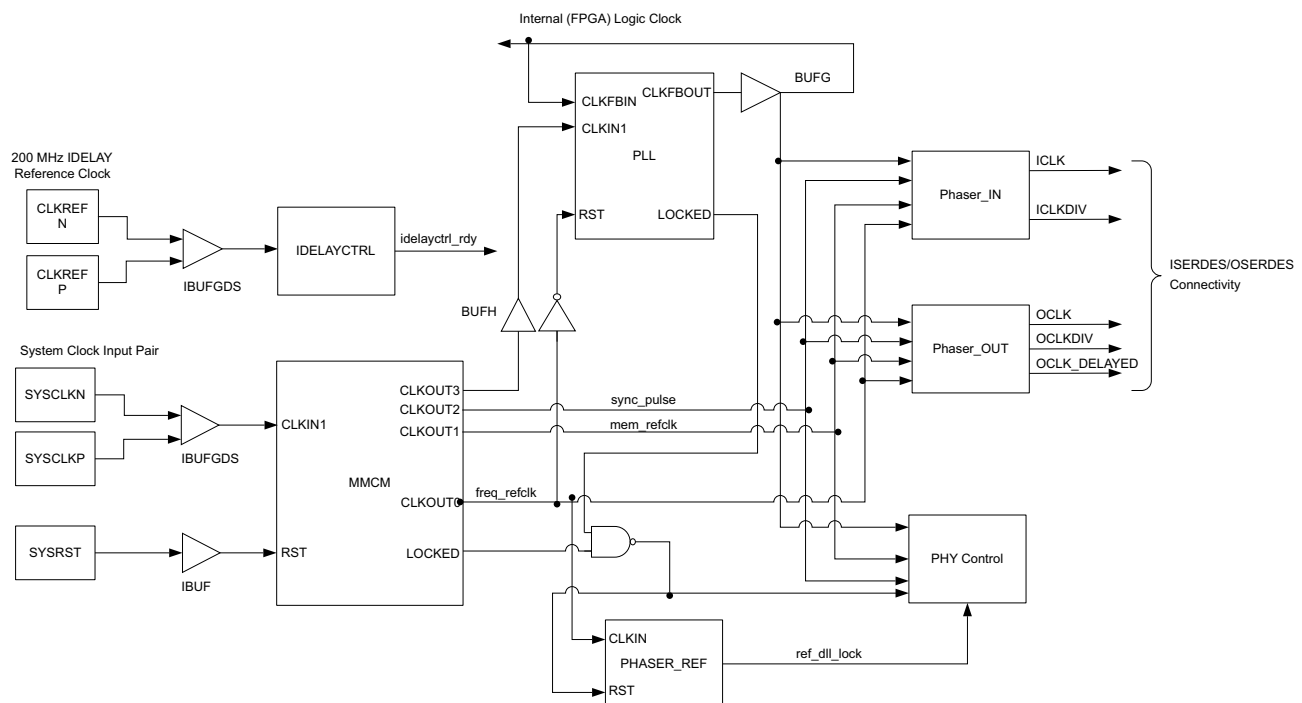 Internal (FPGA) Logic Clock
BUFG
CLKFBIN
CLKFBOUT
CLKIN1
PLL
RST
LOCKED
200 MHz IDELAY
Reference Clock
CLKREF
N
CLKREF
P
IBUFGDS
IDELAYCTRL
idelayctrl_rdy
BUFH
Phaser_IN
ICLK
ICLKDIV
ISERDES/OSERDES
Connectivity
Phaser_OUT
OCLK
OCLKDIV
OCLK_DELAYED
System Clock Input Pair
SYSCLKN
SYSCLKP
IBUFGDS
SYSRST
IBUF
CLKIN1
RST
MMCM
CLKOUT3
CLKOUT2
CLKOUT1
CLKOUT0
LOCKED
sync_pulse
mem_refclk
freq_refclk
PHY Control
CLKIN
PHASER_REF
RST
ref_dll_lock